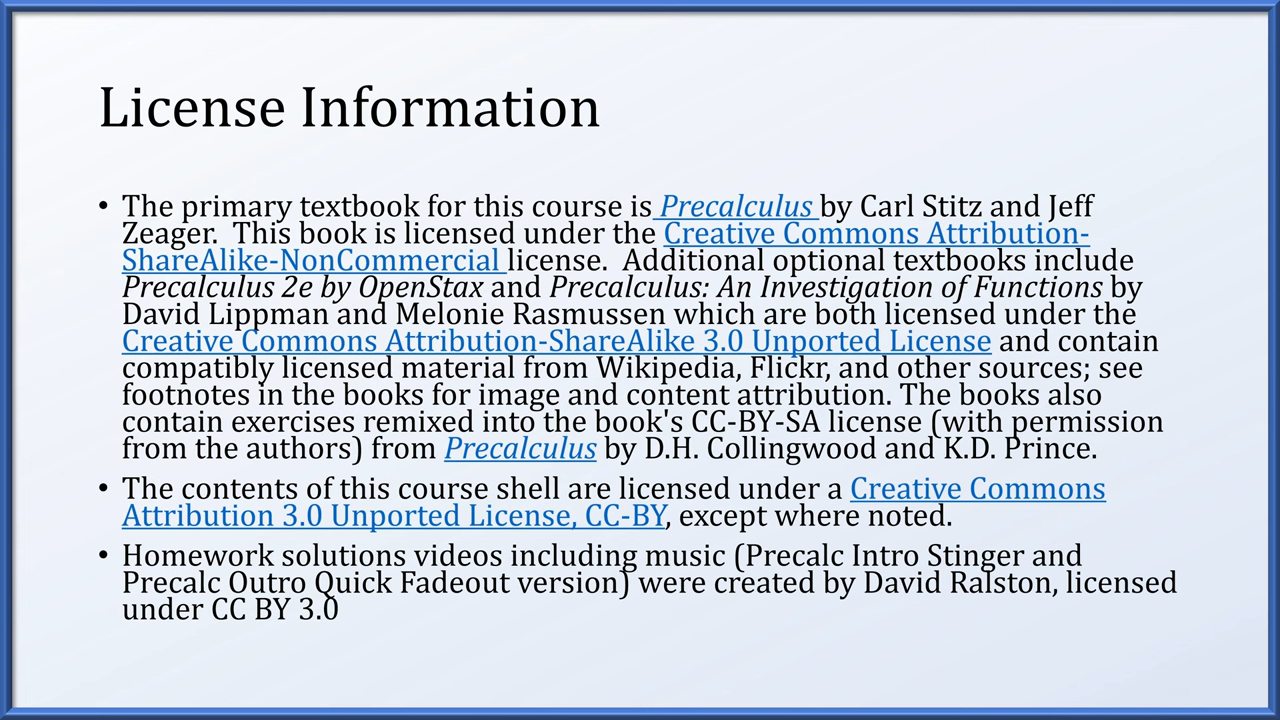 License Information
• The primary textbook for this course is Precalculus by Carl Stitz and Jeff
Zeager.  This book is licensed under the Creative Commons Attribution-
ShareAlike-NonCommercial license.  Additional optional textbooks include
Precalculus 2e by OpenStax and Precalculus: An Investigation of Functions by
David Lippman and Melonie Rasmussen which are both licensed under the
Creative Commons Attribution-ShareAlike 3.0 Unported License and contain
compatibly licensed material from Wikipedia, Flickr, and other sources; see
footnotes in the books for image and content attribution. The books also
contain exercises remixed into the book's CC-BY-SA license (with permission
from the authors) from Precalculus by D.H. Collingwood and K.D. Prince.
• The contents of this course shell are licensed under a Creative Commons
Attribution 3.0 Unported License, CC-BY, except where noted.
• Homework solutions videos including music (Precalc Intro Stinger and
Precalc Outro Quick Fadeout version) were created by David Ralston, licensed
under CC BY 3.0